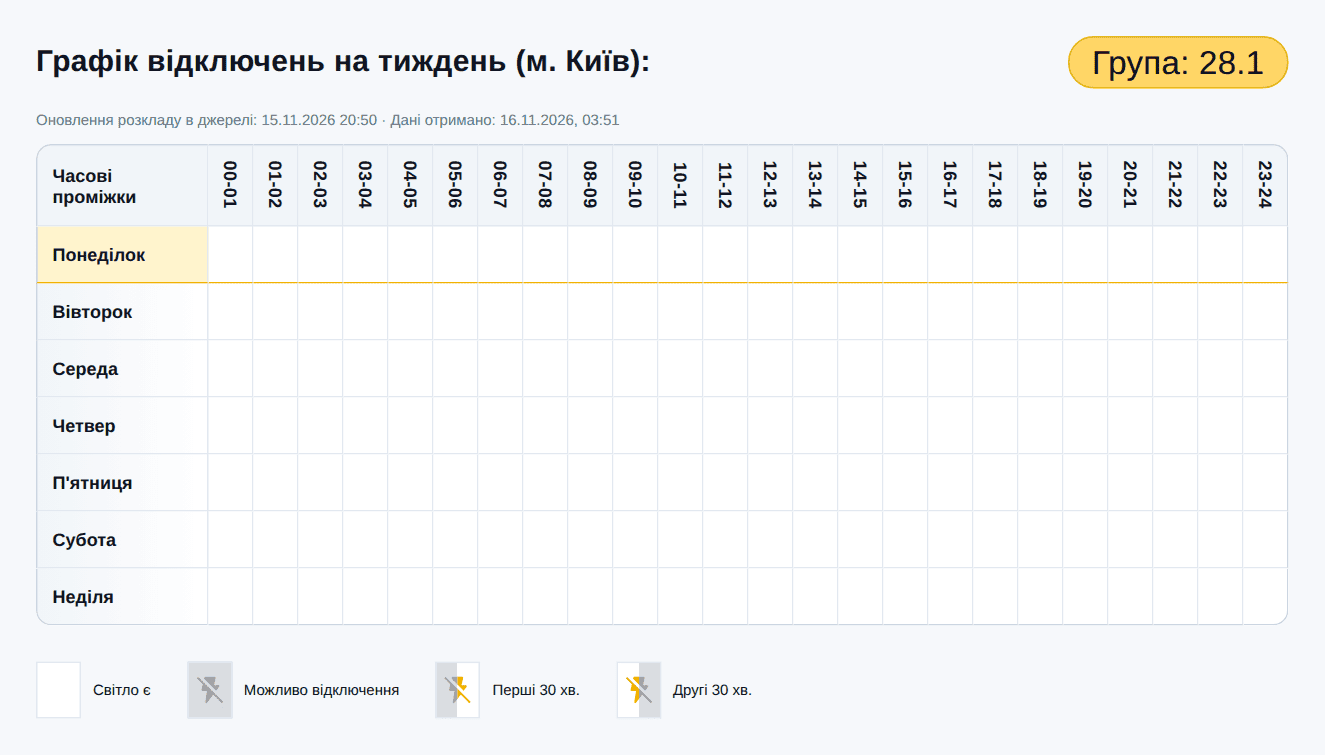 Графік відключень на тиждень (м. Київ):
Група: 28.1
Оновлення розкладу в джерелі: 15.11.2026 20:50 · Дані отримано: 16.11.2026, 03:51
Часові
проміжки
00-01
01-02
02-03
03-04
04-05
05-06
06-07
07-08
08-09
09-10
10-11
11-12
12-13
13-14
14-15
15-16
16-17
17-18
18-19
19-20
20-21
21-22
22-23
23-24
Понеділок
Вівторок
Середа
Четвер
П'ятниця
Субота
Неділя
Світло є
Можливо відключення
Перші 30 хв.
Другі 30 хв.